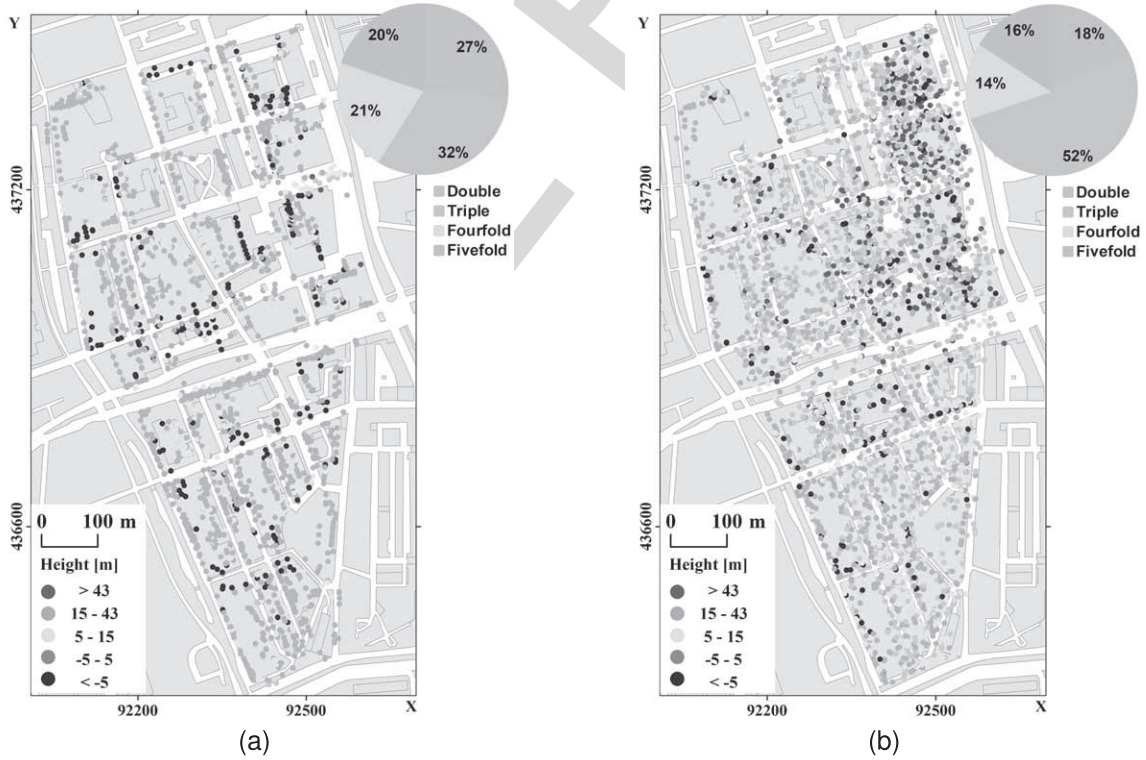 Y
20%
27%
21%
32%
Double
Triple
Fourfold
Fivefold
437200
436600
0 100 m
Height [m]
> 43
15 - 43
5 - 15
-5 - 5
< -5
92200
92500
X
(a)
Y
16%
18%
14%
52%
Double
Triple
Fourfold
Fivefold
437200
436600
0 100 m
Height [m]
> 43
15 - 43
5 - 15
-5 - 5
< -5
92200
92500
X
(b)